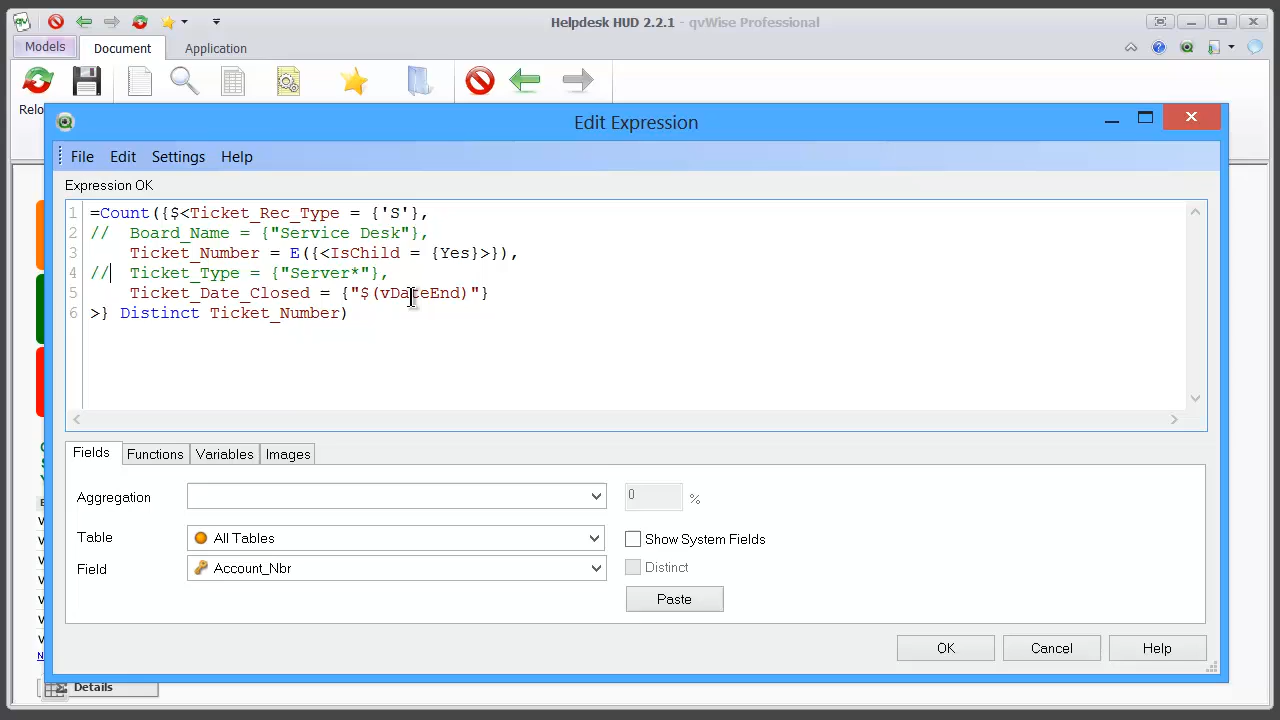 Helpdesk HUD 2.2.1 - qvWise Professional
Models
Document
Application
Relo
Edit Expression
File
Edit
Settings
Help
Expression OK
1 =Count({$<Ticket_Rec_Type = {'S'},
2 // Board_Name = {"Service Desk"},
3 Ticket_Number = E({<IsChild = {Yes}>}),
4 // Ticket_Type = {"Server*"},
5 Ticket_Date_Closed = {"$(vDateEnd)"}
6 >} Distinct Ticket_Number)
Fields
Functions
Variables
Images
Aggregation
0
%
Table
All Tables
Show System Fields
Field
Account_Nbr
Distinct
Paste
OK
Cancel
Help
Details